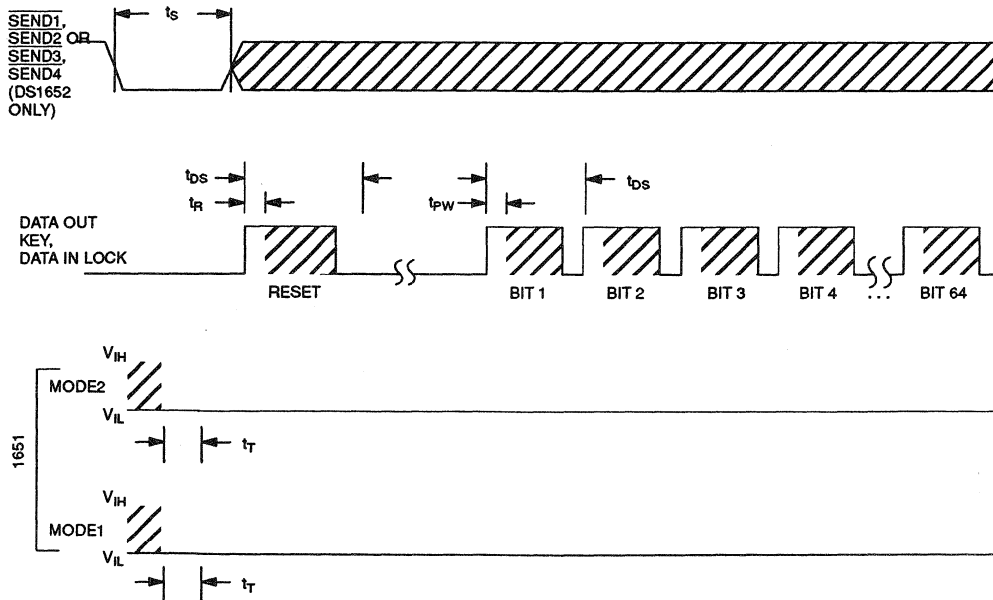 SEND1,
SEND2 OR
SEND3,
SEND4
(DS1652
ONLY)
tS
tDS
tR
tPW
tDS
DATA OUT
KEY,
DATA IN LOCK
RESET
BIT 1
BIT 2
BIT 3
BIT 4
...
BIT 64
1651
VIH
MODE2
VIL
tT
VIH
MODE1
VIL
tT